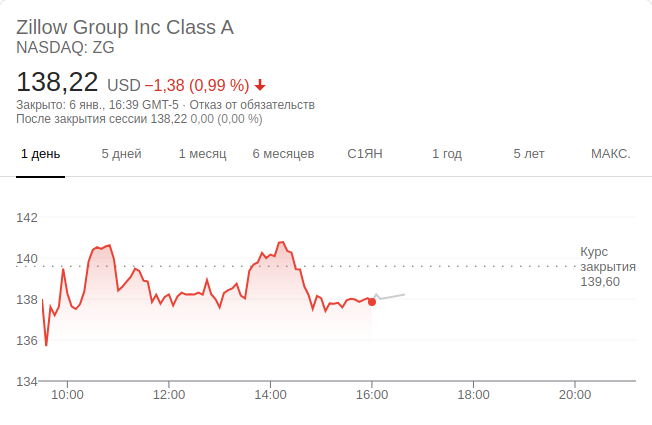 Zillow Group Inc Class A
NASDAQ: ZG
138,22 USD −1,38 (0,99 %)
Закрыто: 6 янв., 16:39 GMT-5 · Отказ от обязательств
После закрытия сессии 138,22 0,00 (0,00 %)
1 день 5 дней 1 месяц 6 месяцев С1ЯН 1 год 5 лет МАКС.
142
140
138
136
134
Курс
закрытия
139,60
10:00 12:00 14:00 16:00 18:00 20:00